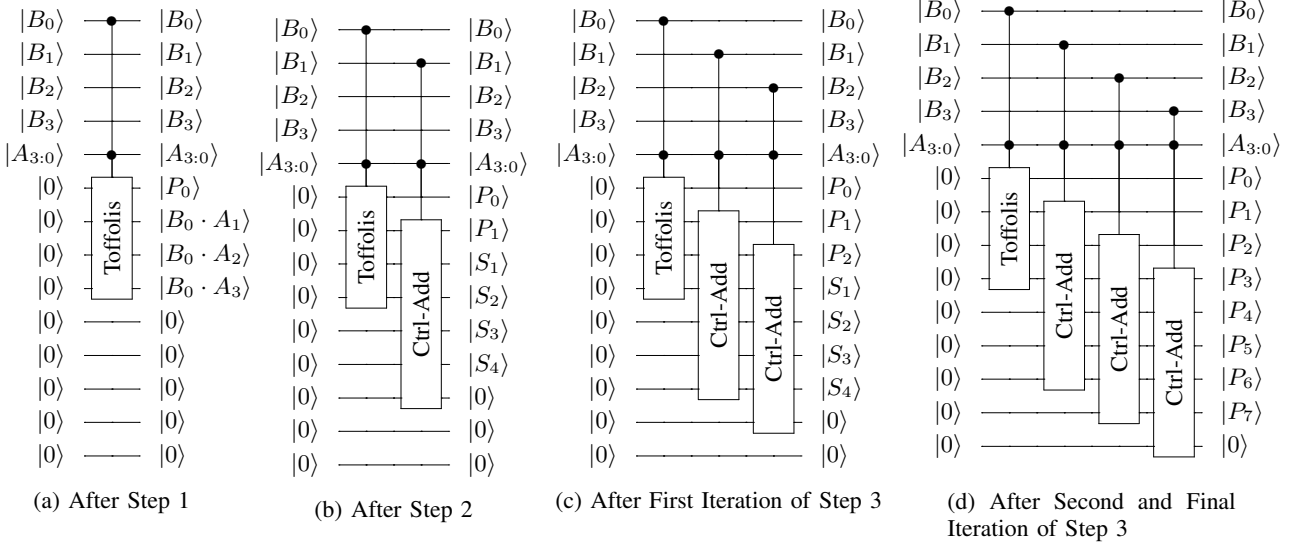 |B₀⟩ |B₀⟩
|B₁⟩ |B₁⟩
|B₂⟩ |B₂⟩
|B₃⟩ |B₃⟩
|A₃:₀⟩ |A₃:₀⟩
|0⟩ |P₀⟩
|0⟩ |B₀ · A₁⟩
|0⟩ |B₀ · A₂⟩
|0⟩ |B₀ · A₃⟩
|0⟩ |0⟩
|0⟩ |0⟩
|0⟩ |0⟩
|0⟩ |0⟩
|0⟩ |0⟩
Toffolis
(a) After Step 1
|B₀⟩ |B₀⟩
|B₁⟩ |B₁⟩
|B₂⟩ |B₂⟩
|B₃⟩ |B₃⟩
|A₃:₀⟩ |A₃:₀⟩
|0⟩ |P₀⟩
|0⟩ |P₁⟩
|0⟩ |S₁⟩
|0⟩ |S₂⟩
|0⟩ |S₃⟩
|0⟩ |S₄⟩
|0⟩ |0⟩
|0⟩ |0⟩
|0⟩ |0⟩
Toffolis
Ctrl-Add
(b) After Step 2
|B₀⟩ |B₀⟩
|B₁⟩ |B₁⟩
|B₂⟩ |B₂⟩
|B₃⟩ |B₃⟩
|A₃:₀⟩ |A₃:₀⟩
|0⟩ |P₀⟩
|0⟩ |P₁⟩
|0⟩ |P₂⟩
|0⟩ |S₁⟩
|0⟩ |S₂⟩
|0⟩ |S₃⟩
|0⟩ |S₄⟩
|0⟩ |0⟩
|0⟩ |0⟩
Toffolis
Ctrl-Add
Ctrl-Add
(c) After First Iteration of Step 3
|B₀⟩ |B₀⟩
|B₁⟩ |B₁⟩
|B₂⟩ |B₂⟩
|B₃⟩ |B₃⟩
|A₃:₀⟩ |A₃:₀⟩
|0⟩ |P₀⟩
|0⟩ |P₁⟩
|0⟩ |P₂⟩
|0⟩ |P₃⟩
|0⟩ |P₄⟩
|0⟩ |P₅⟩
|0⟩ |P₆⟩
|0⟩ |P₇⟩
|0⟩ |0⟩
Toffolis
Ctrl-Add
Ctrl-Add
Ctrl-Add
(d) After Second and Final
Iteration of Step 3